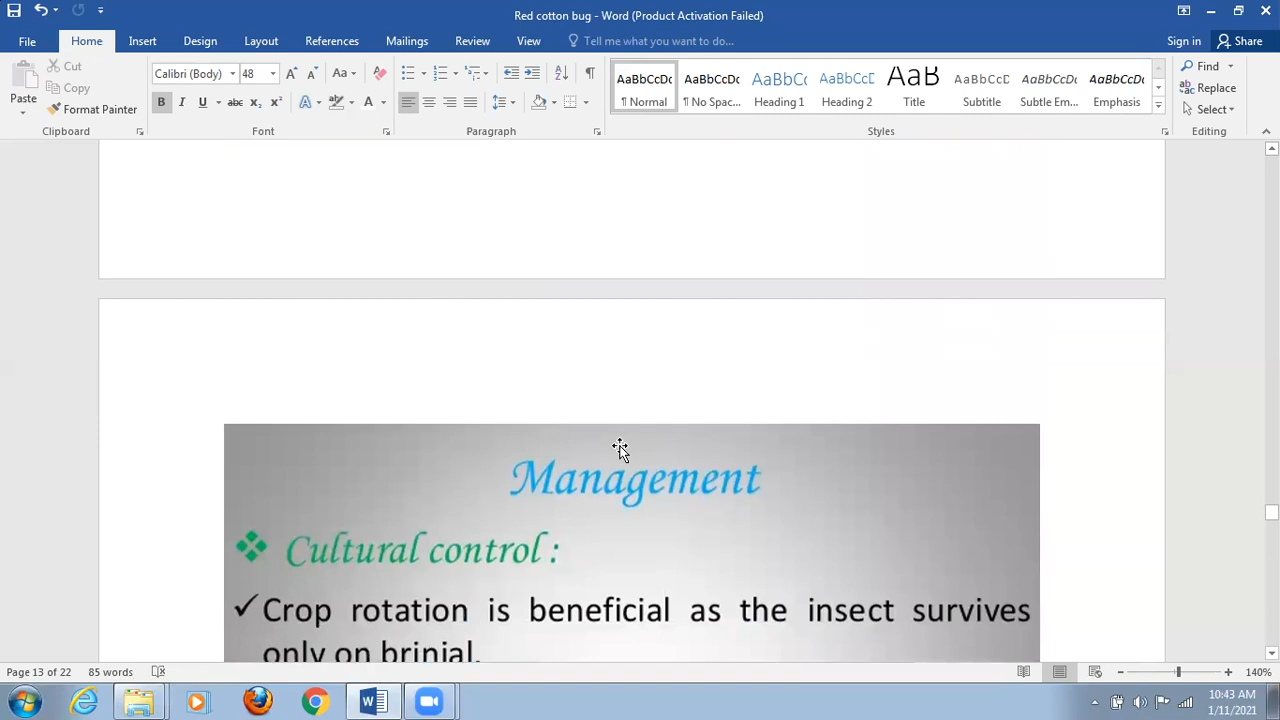 Red cotton bug - Word (Product Activation Failed)
File Home Insert Design Layout References Mailings Review View Tell me what you want to do... Sign in Share
Cut
Copy
Format Painter
Paste
Clipboard
Calibri (Body) 48
Font
Paragraph
AaBbCcDc AaBbCcDc AaBbCc AaBbCcD AaB AaBbCcD AaBbCcDc AaBbCcDc
¶ Normal ¶ No Spac... Heading 1 Heading 2 Title Subtitle Subtle Em... Emphasis
Styles
Find
Replace
Select
Editing
Management
Cultural control :
Crop rotation is beneficial as the insect survives
only on brinjal.
Page 13 of 22 85 words 140%
10:43 AM
1/11/2021